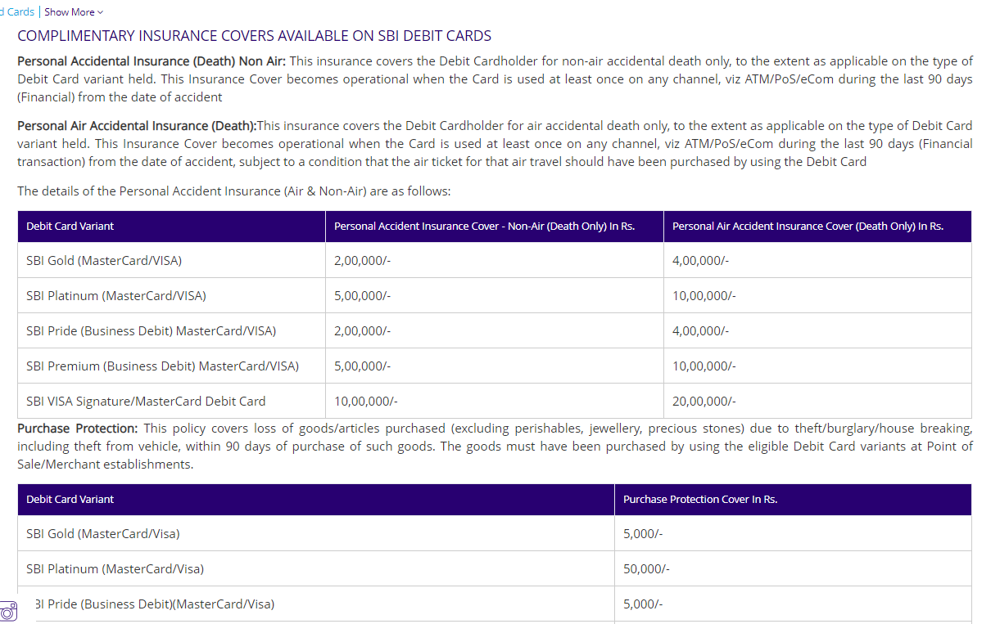 d Cards | Show More
COMPLIMENTARY INSURANCE COVERS AVAILABLE ON SBI DEBIT CARDS
Personal Accidental Insurance (Death) Non Air: This insurance covers the Debit Cardholder for non-air accidental death only, to the extent as applicable on the type of
Debit Card variant held. This Insurance Cover becomes operational when the Card is used at least once on any channel, viz ATM/PoS/eCom during the last 90 days
(Financial) from the date of accident
Personal Air Accidental Insurance (Death):This insurance covers the Debit Cardholder for air accidental death only, to the extent as applicable on the type of Debit Card
variant held. This Insurance Cover becomes operational when the Card is used at least once on any channel, viz ATM/PoS/eCom during the last 90 days (Financial
transaction) from the date of accident, subject to a condition that the air ticket for that air travel should have been purchased by using the Debit Card
The details of the Personal Accident Insurance (Air & Non-Air) are as follows:
Debit Card Variant Personal Accident Insurance Cover - Non-Air (Death Only) In Rs. Personal Air Accident Insurance Cover (Death Only) In Rs.
SBI Gold (MasterCard/VISA) 2,00,000/- 4,00,000/-
SBI Platinum (MasterCard/VISA) 5,00,000/- 10,00,000/-
SBI Pride (Business Debit) MasterCard/VISA) 2,00,000/- 4,00,000/-
SBI Premium (Business Debit) MasterCard/VISA) 5,00,000/- 10,00,000/-
SBI VISA Signature/MasterCard Debit Card 10,00,000/- 20,00,000/-
Purchase Protection: This policy covers loss of goods/articles purchased (excluding perishables, jewellery, precious stones) due to theft/burglary/house breaking,
including theft from vehicle, within 90 days of purchase of such goods. The goods must have been purchased by using the eligible Debit Card variants at Point of
Sale/Merchant establishments.
Debit Card Variant Purchase Protection Cover In Rs.
SBI Gold (MasterCard/Visa) 5,000/-
SBI Platinum (MasterCard/Visa) 50,000/-
BI Pride (Business Debit)(MasterCard/Visa) 5,000/-